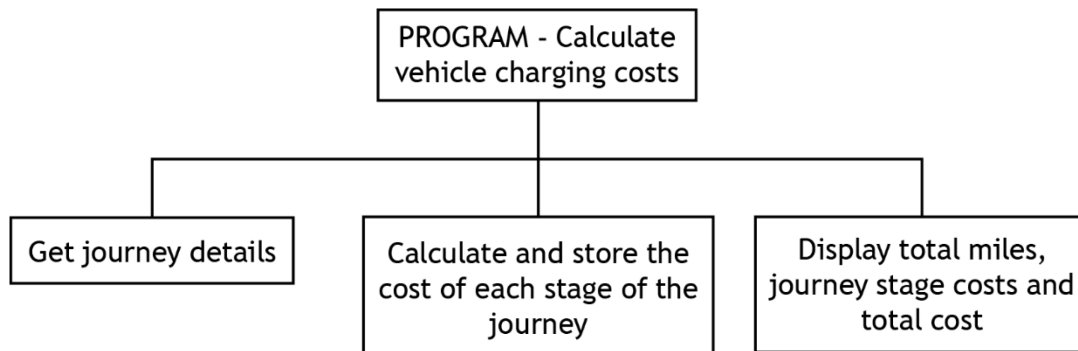 PROGRAM - Calculate
vehicle charging costs
Get journey details
Calculate and store the
cost of each stage of the
journey
Display total miles,
journey stage costs and
total cost